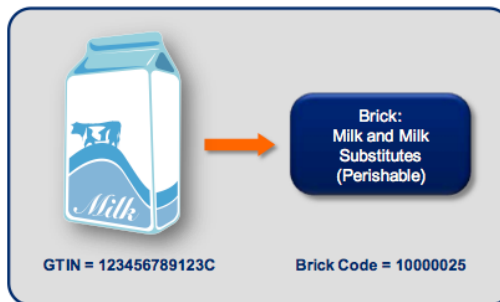 Brick:
Milk and Milk
Substitutes
(Perishable)
Milk
GTIN = 123456789123C
Brick Code = 10000025